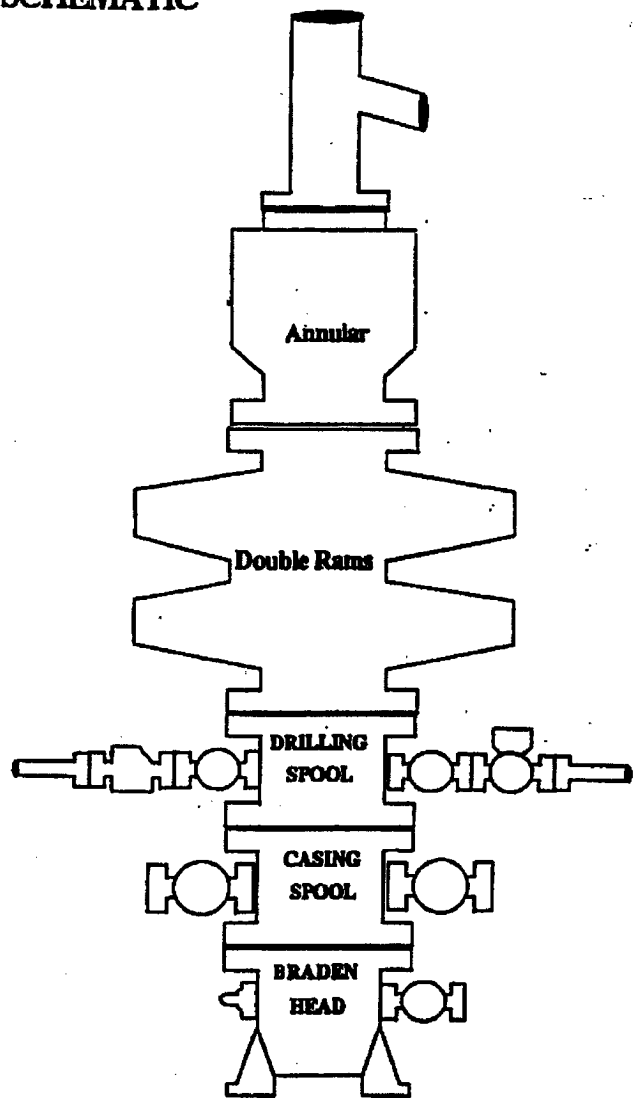 SCHEMATIC
Annular
Double Rams
DRILLING
SPOOL
CASING
SPOOL
BRADEN
HEAD